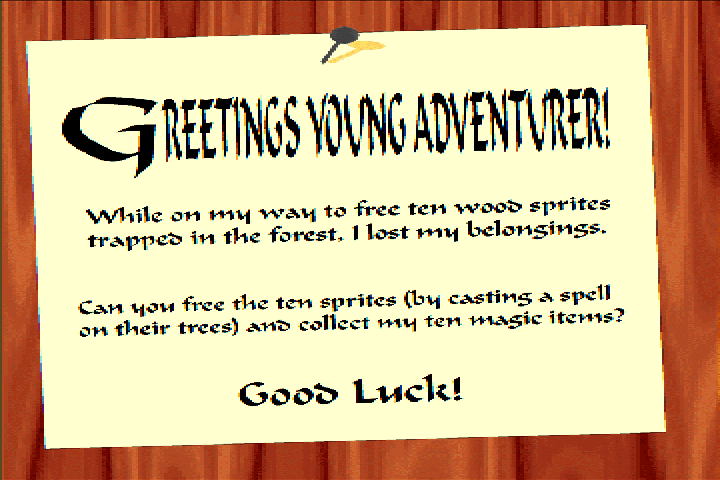 GREETINGS YOUNG ADVENTURER!
While on my way to free ten wood sprites
trapped in the forest, I lost my belongings.
Can you free the ten sprites (by casting a spell
on their trees) and collect my ten magic items?
Good Luck!